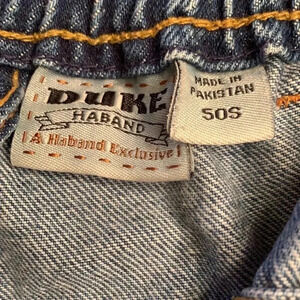 DUKE
HABAND
A Haband Exclusive
MADE IN
PAKISTAN
50S